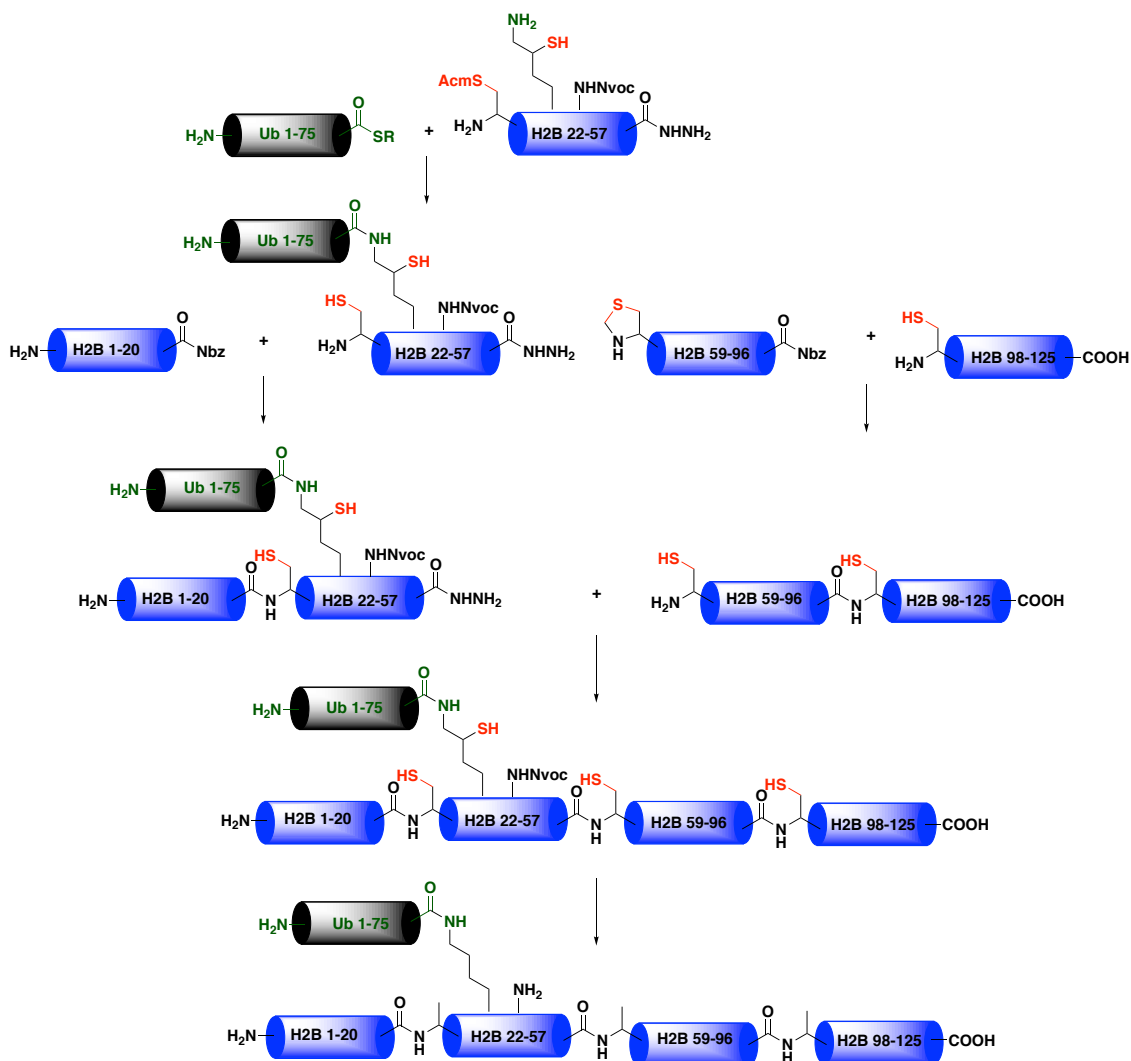 NH2
SH
AcmS
NHNvoc
O
O
H2N
Ub 1-75
SR
+
H2N
H2B 22-57
NHNH2
O
H2N
Ub 1-75
NH
SH
HS
NHNvoc
O
O
H2N
H2B 1-20
Nbz
+
H2N
H2B 22-57
NHNH2
S
N
H
H2B 59-96
O
Nbz
+
HS
H2N
H2B 98-125
COOH
O
H2N
Ub 1-75
NH
SH
HS
NHNvoc
O
O
H2N
H2B 1-20
N
H
H2B 22-57
NHNH2
+
HS
HS
O
H2N
H2B 59-96
N
H
H2B 98-125
COOH
O
H2N
Ub 1-75
NH
SH
HS
NHNvoc
HS
HS
O
O
O
H2N
H2B 1-20
N
H
H2B 22-57
N
H
H2B 59-96
N
H
H2B 98-125
COOH
O
H2N
Ub 1-75
NH
NH2
O
O
O
H2N
H2B 1-20
N
H
H2B 22-57
N
H
H2B 59-96
N
H
H2B 98-125
COOH